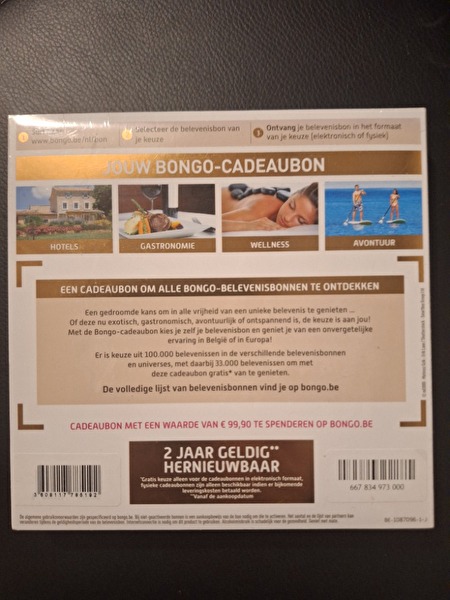 1
www.bongo.be/nl/
2 Selecteer de belevenisbon van
je keuze
3 Ontvang je belevenisbon in het formaat
van je keuze (elektronisch of fysiek)
JOUW BONGO-CADEAUBON
HOTELS
GASTRONOMIE
WELLNESS
AVONTUUR
EEN CADEAUBON OM ALLE BONGO-BELEVENISBONNEN TE ONTDEKKEN
Een gedroomde kans om in alle vrijheid van een unieke belevenis te genieten ...
Of deze nu exotisch, gastronomisch, avontuurlijk of ontspannend is, de keuze is aan jou!
Met de Bongo-cadeaubon kies je zelf je belevenisbon en geniet je van een onvergetelijke
ervaring in België of in Europa!
Er is keuze uit 100.000 belevenissen in de verschillende belevenisbonnen
en universes, met daarbij 33.000 belevenissen om met
deze cadeaubon gratis* van te genieten.
De volledige lijst van belevenisbonnen vind je op bongo.be
CADEAUBON MET EEN WAARDE VAN € 99,90 TE SPENDEREN OP BONGO.BE
2 JAAR GELDIG**
HERNIEUWBAAR
*Gratis keuze alleen voor de cadeaubonnen in elektronisch formaat,
fysieke cadeaubonnen zijn alleen beschikbaar indien er bijkomende
leveringskosten betaald worden.
**Vanaf de aankoopdatum
667 834 973 000